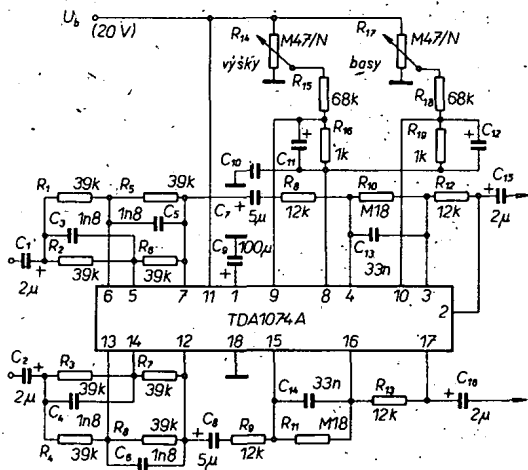 U_b
(20 V)
R14
M47/N
výšky
R17
M47/N
basy
R15
68k
R18
68k
C11
R16
1k
R19
1k
C12
C10
R1
39k
R5
39k
C3
1n8
1n8
C5
C7
5µ
R8
12k
R10
M18
R12
12k
C15
2µ
C1
2µ
R2
39k
R6
39k
C9
100µ
C13
33n
6 5 7 11 1 9 8 4 10 3
TDA1074A
2
13 14 12 18 15 16 17
C2
2µ
R3
39k
R7
39k
C4
1n8
C14
33n
R13
12k
C16
2µ
R4
39k
R8
39k
C6
1n8
C8
5µ
R9
12k
R11
M18